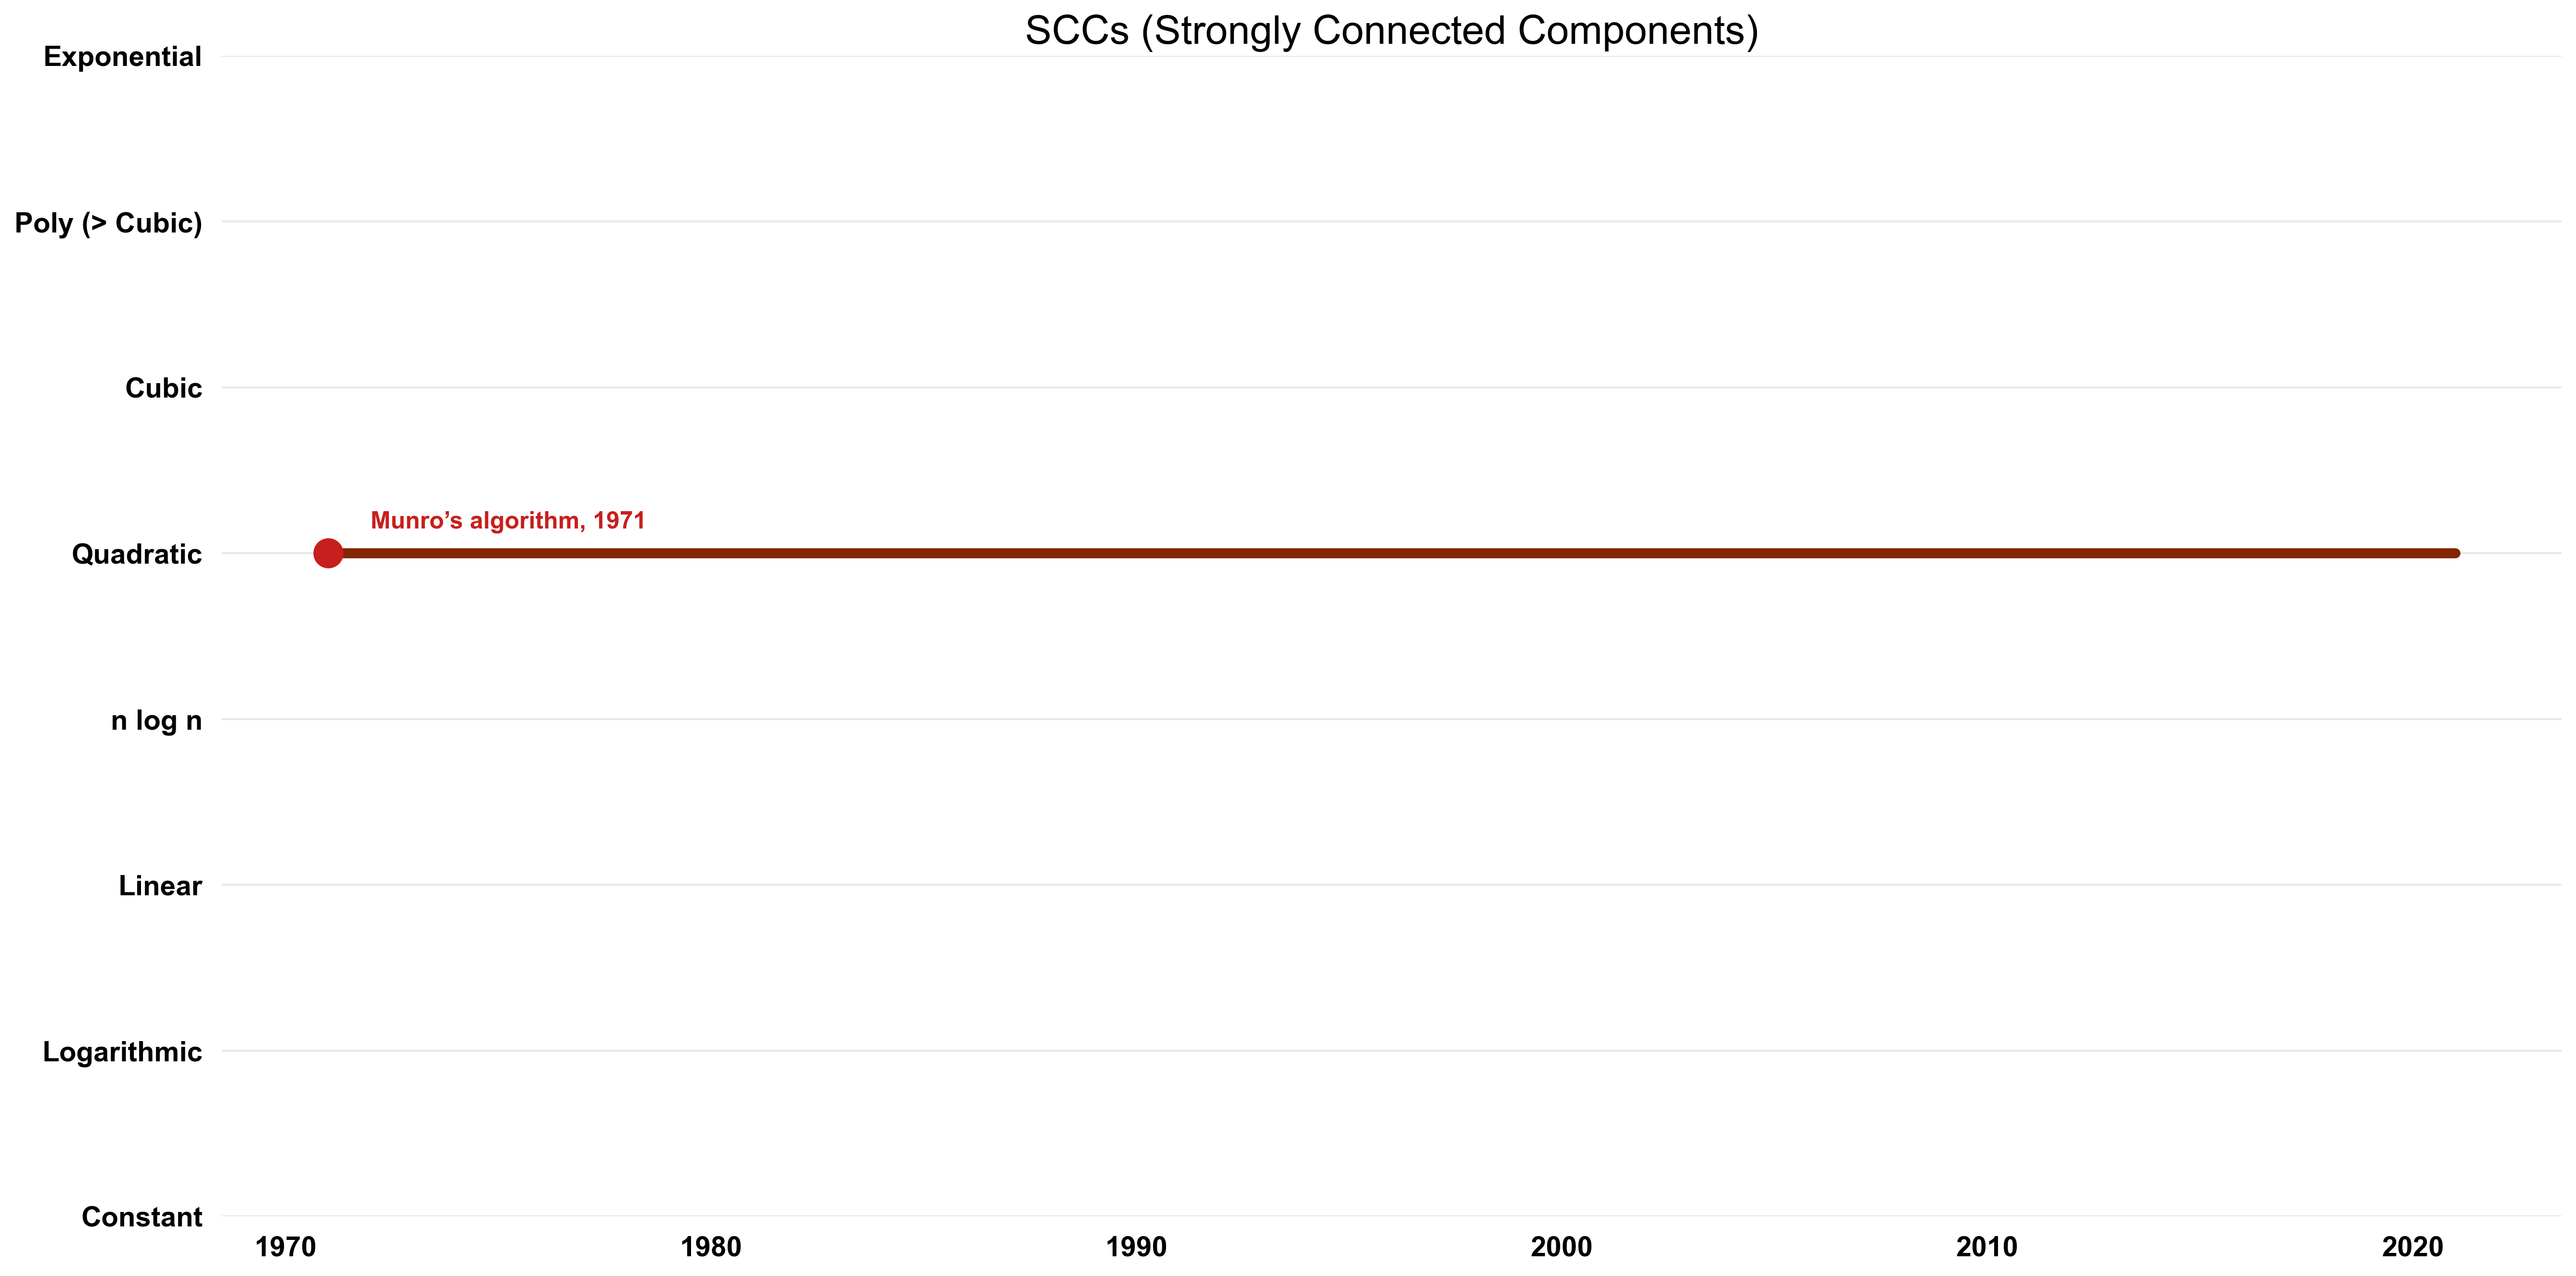 SCCs (Strongly Connected Components)
Exponential
Poly (> Cubic)
Cubic
Munro’s algorithm, 1971
Quadratic
n log n
Linear
Logarithmic
Constant
1970 1980 1990 2000 2010 2020